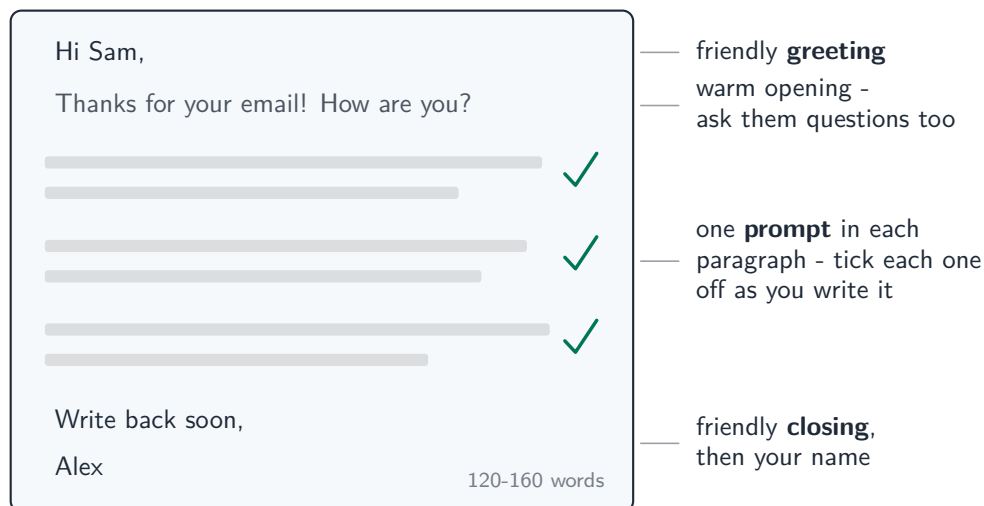 Hi Sam,
friendly greeting
Thanks for your email! How are you?
warm opening -
ask them questions too
one prompt in each
paragraph - tick each one
off as you write it
Write back soon,
Alex
friendly closing,
then your name
120-160 words